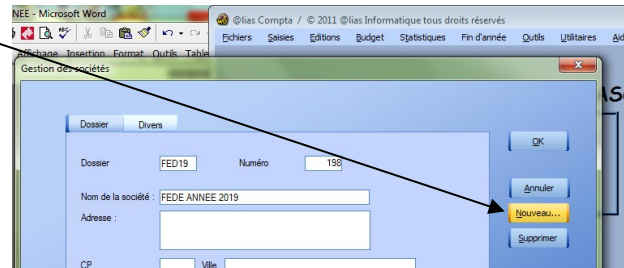 NEE - Microsoft Word
@lias Compta / © 2011 @lias Informatique tous droits réservés
Fichiers Saisies Editions Budget Statistiques Fin d'année Outils Utilitaires
Affichage Insertion Format Outils Table
Gestion des sociétés
Dossier Divers
OK
Dossier FED19 Numéro 198
Annuler
Nom de la société : FEDE ANNEE 2019
Nouveau...
Adresse :
Supprimer
CP Ville